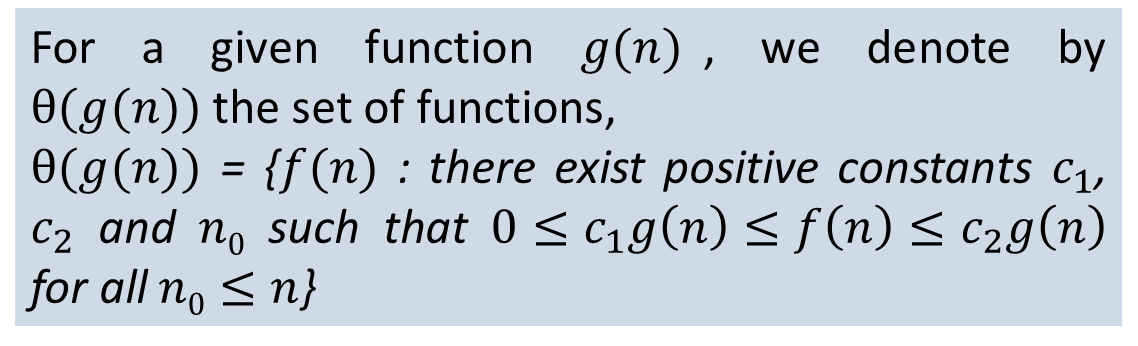 For a given function g(n) , we denote by
θ(g(n)) the set of functions,
θ(g(n)) = {f(n) : there exist positive constants c₁,
c₂ and n₀ such that 0 ≤ c₁g(n) ≤ f(n) ≤ c₂g(n)
for all n₀ ≤ n}